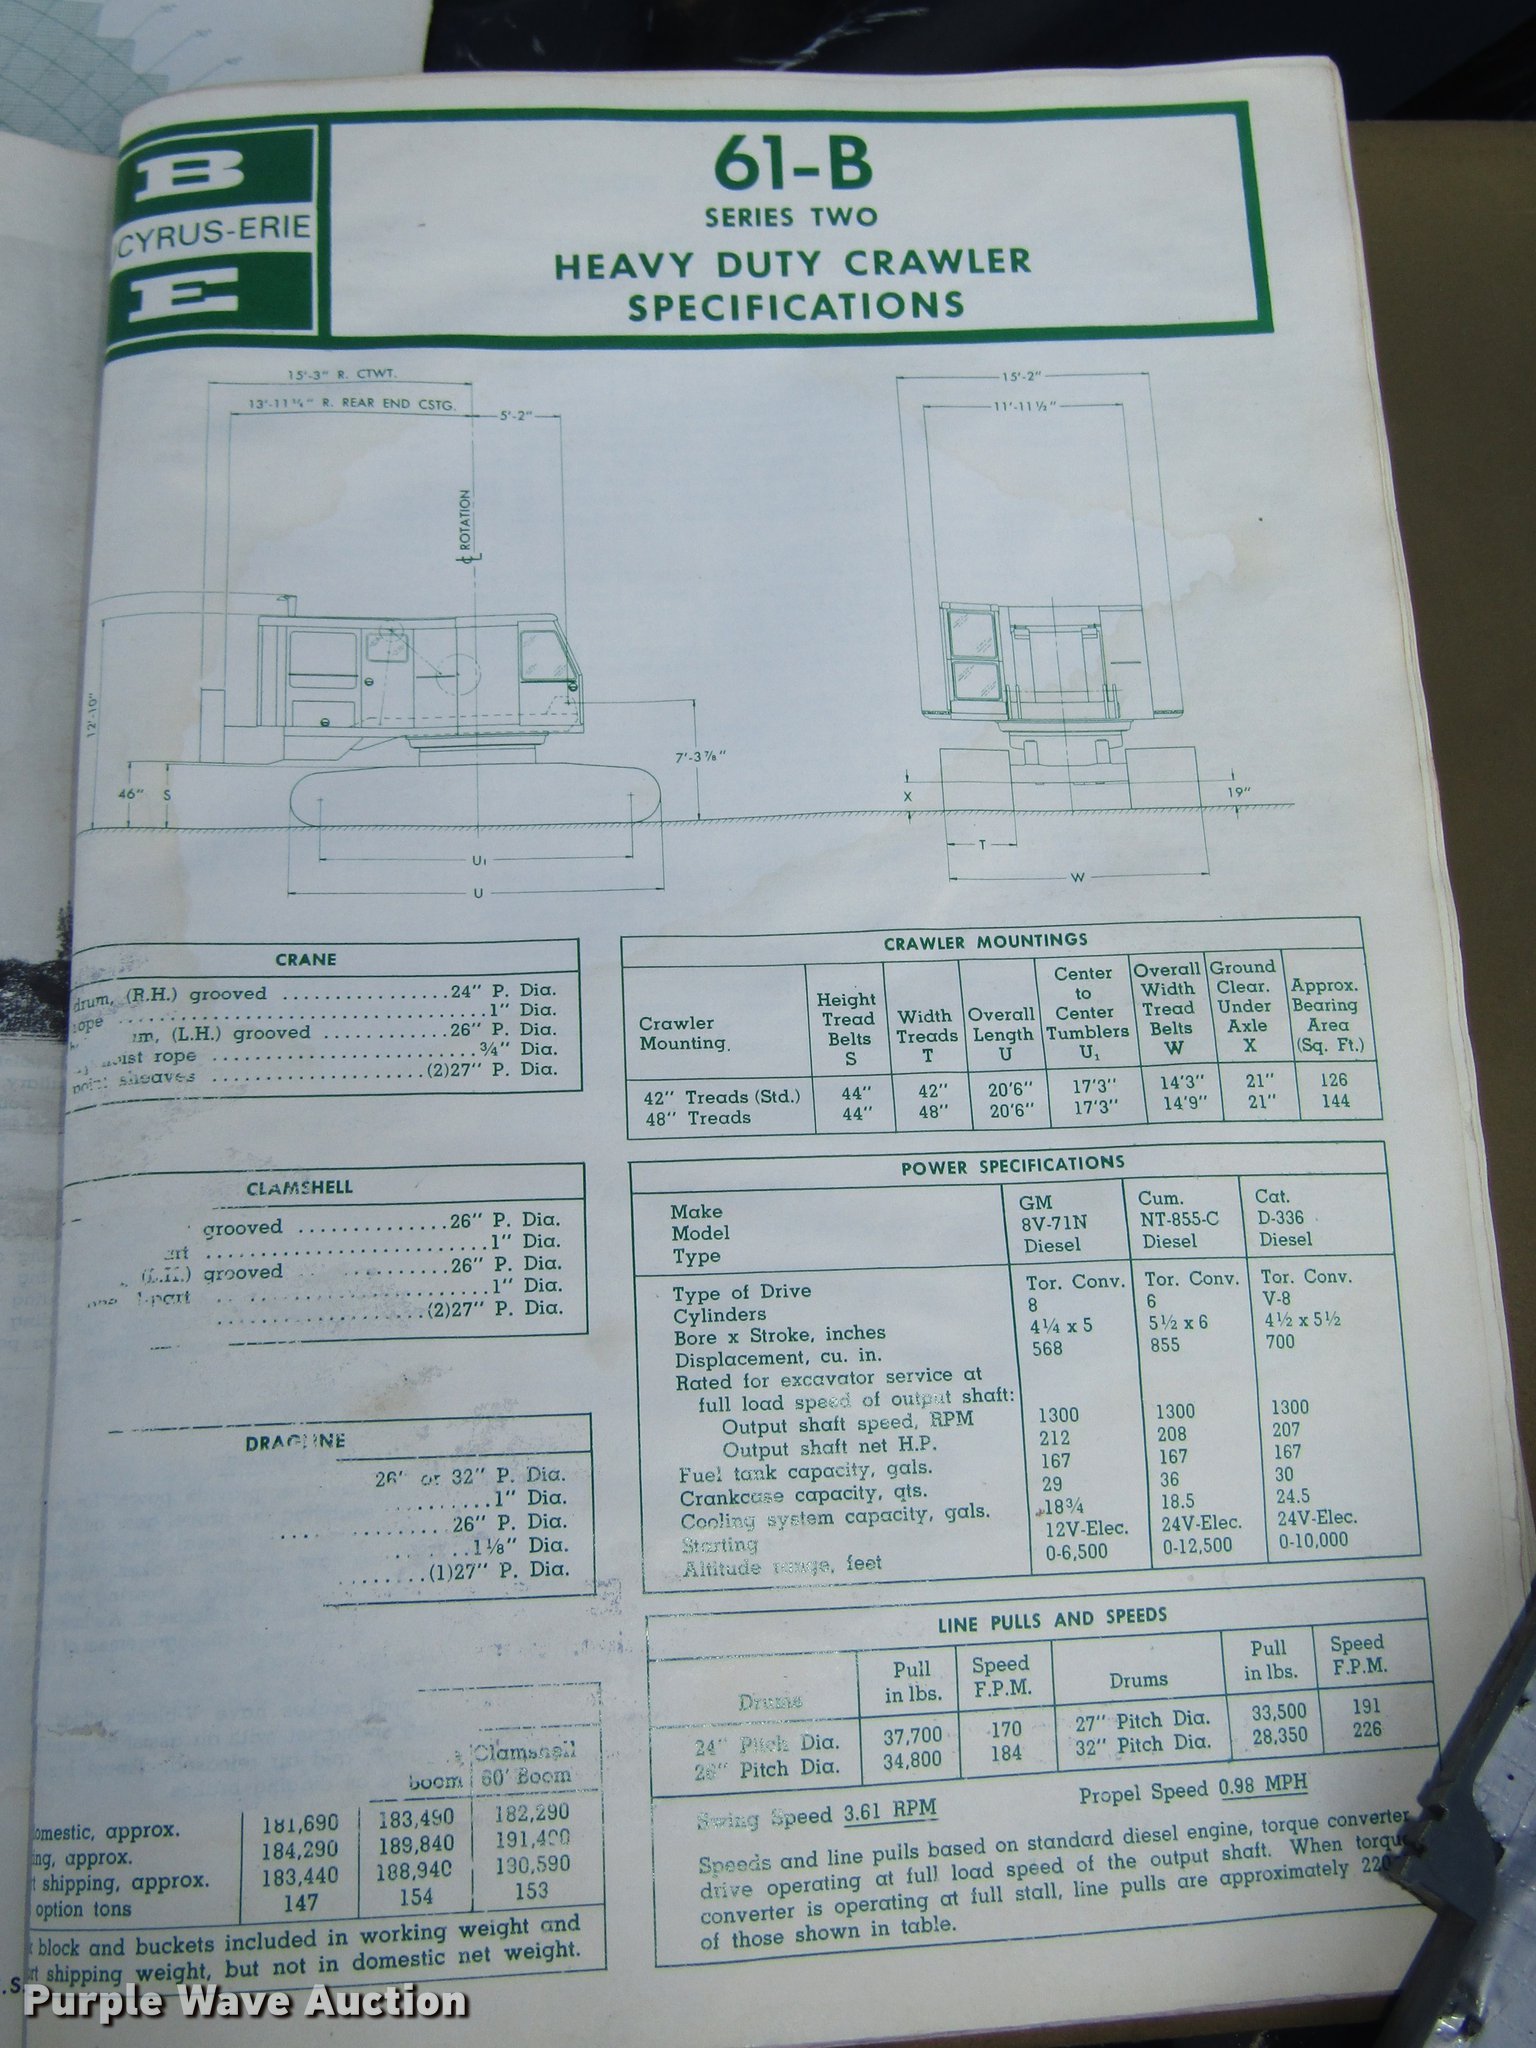 B
CYRUS-ERIE
E
61-B
SERIES TWO
HEAVY DUTY CRAWLER
SPECIFICATIONS
15'-3" R. CTWT.
13'-11¼" R. REAR END CSTG.
5'-2"
15'-2"
11'-11½"
℄ ROTATION
12'-10"
46"
S
7'-3⅞"
X
19"
T
W
U₁
U
CRANE
drum, (R.H.) grooved ................ 24" P. Dia.
rope ..................................... 1" Dia.
um, (L.H.) grooved .............. 26" P. Dia.
oist rope .......................... ¾" Dia.
point sheaves ..................... (2)27" P. Dia.
CLAMSHELL
grooved ............... 26" P. Dia.
art ............................ 1" Dia.
(L.H.) grooved ............... 26" P. Dia.
1-part ........................... 1" Dia.
..................... (2)27" P. Dia.
DRAGLINE
26" or 32" P. Dia.
.......... 1" Dia.
................. 26" P. Dia.
........ 1⅛" Dia.
........ (1)27" P. Dia.
Clamshell
boom 60' Boom
omestic, approx. 181,690 183,490 182,290
ng, approx. 184,290 189,840 191,490
t shipping, approx. 183,440 188,940 190,590
option tons 147 154 153
block and buckets included in working weight and
rt shipping weight, but not in domestic net weight.
.S.
CRAWLER MOUNTINGS
Crawler Mounting
Height Tread Belts S
Width Treads T
Overall Length U
Center to Center Tumblers U₁
Overall Width Tread Belts W
Ground Clear. Under Axle X
Approx. Bearing Area (Sq. Ft.)
42" Treads (Std.) 44" 42" 20'6" 17'3" 14'3" 21" 126
48" Treads 44" 48" 20'6" 17'3" 14'9" 21" 144
POWER SPECIFICATIONS
Make GM Cum. Cat.
Model 8V-71N NT-855-C D-336
Type Diesel Diesel Diesel
Type of Drive Tor. Conv. Tor. Conv. Tor. Conv.
Cylinders 8 6 V-8
Bore x Stroke, inches 4¼ x 5 5½ x 6 4½ x 5½
Displacement, cu. in. 568 855 700
Rated for excavator service at
full load speed of output shaft:
Output shaft speed, RPM 1300 1300 1300
Output shaft net H.P. 212 208 207
Fuel tank capacity, gals. 167 167 167
Crankcase capacity, qts. 29 36 30
Cooling system capacity, gals. 18¾ 18.5 24.5
Starting 12V-Elec. 24V-Elec. 24V-Elec.
Altitude range, feet 0-6,500 0-12,500 0-10,000
LINE PULLS AND SPEEDS
Drums Pull in lbs. Speed F.P.M. Drums Pull in lbs. Speed F.P.M.
24" Pitch Dia. 37,700 170 27" Pitch Dia. 33,500 191
26" Pitch Dia. 34,800 184 32" Pitch Dia. 28,350 226
Swing Speed 3.61 RPM Propel Speed 0.98 MPH
Speeds and line pulls based on standard diesel engine, torque converter
drive operating at full load speed of the output shaft. When torque
converter is operating at full stall, line pulls are approximately 220
of those shown in table.
Purple Wave Auction